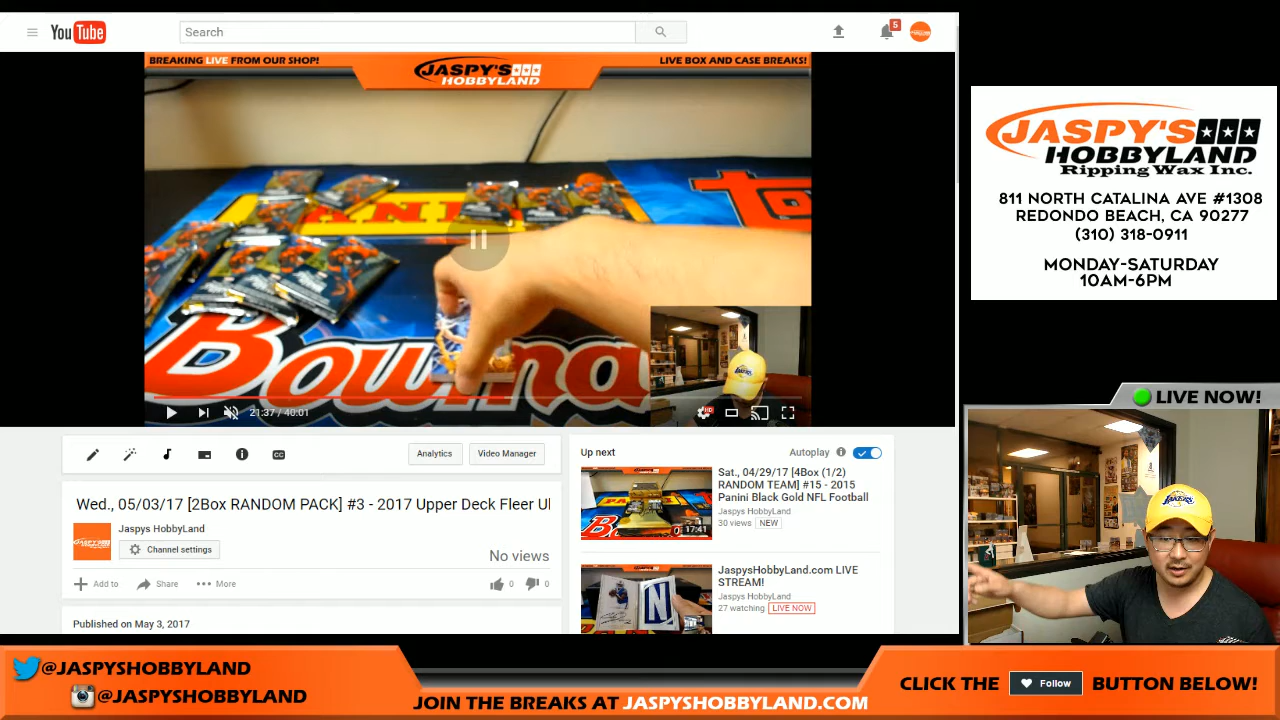 YouTube
Search
5
BREAKING LIVE FROM OUR SHOP!
JASPY'S
HOBBYLAND
LIVE BOX AND CASE BREAKS!
PANINI
Bowma
21:37 / 40:01
HD
Analytics
Video Manager
Wed., 05/03/17 [2Box RANDOM PACK] #3 - 2017 Upper Deck Fleer Ul
Jaspys HobbyLand
Channel settings
No views
Add to
Share
More
0
0
Published on May 3, 2017
Up next
Autoplay
Sat., 04/29/17 [4Box (1/2)
RANDOM TEAM] #15 - 2015
Panini Black Gold NFL Football
Jaspys HobbyLand
30 views NEW
17:41
JaspysHobbyLand.com LIVE
STREAM!
Jaspys HobbyLand
27 watching LIVE NOW
N
JASPY'S
HOBBYLAND
Ripping Wax Inc.
811 NORTH CATALINA AVE #1308
REDONDO BEACH, CA 90277
(310) 318-0911
MONDAY-SATURDAY
10AM-6PM
LIVE NOW!
LAKERS
@JASPYSHOBBYLAND
@JASPYSHOBBYLAND
JOIN THE BREAKS AT JASPYSHOBBYLAND.COM
CLICK THE Follow BUTTON BELOW!